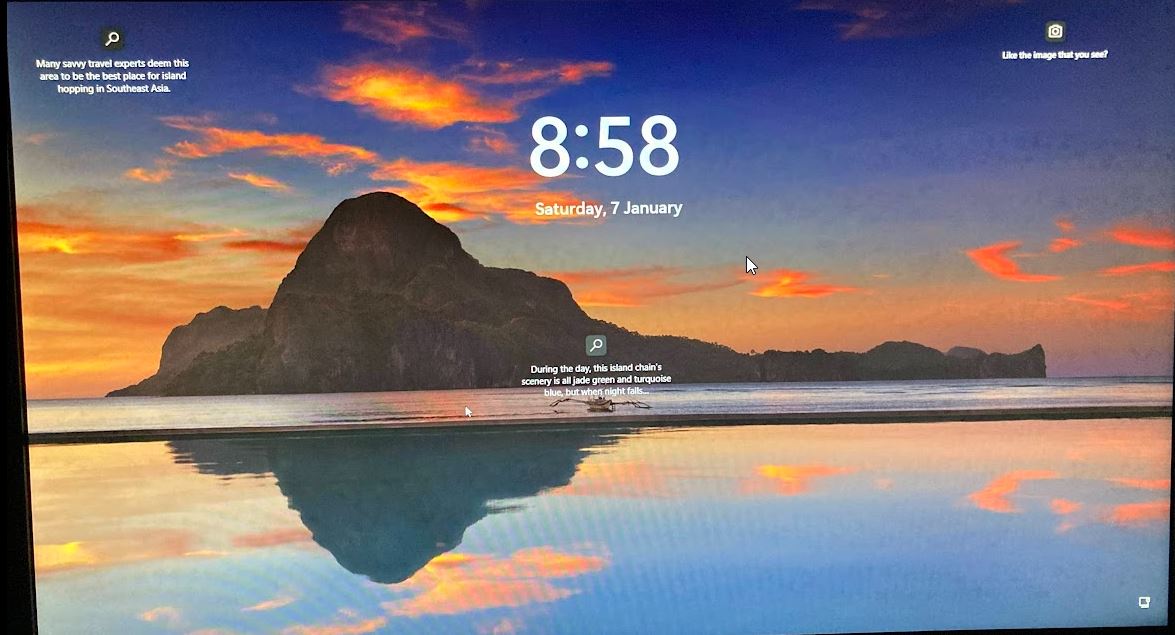 Many savvy travel experts deem this
area to be the best place for island
hopping in Southeast Asia.
Like the image that you see?
8:58
Saturday, 7 January
During the day, this island chain's
scenery is all jade green and turquoise
blue, but when night falls...